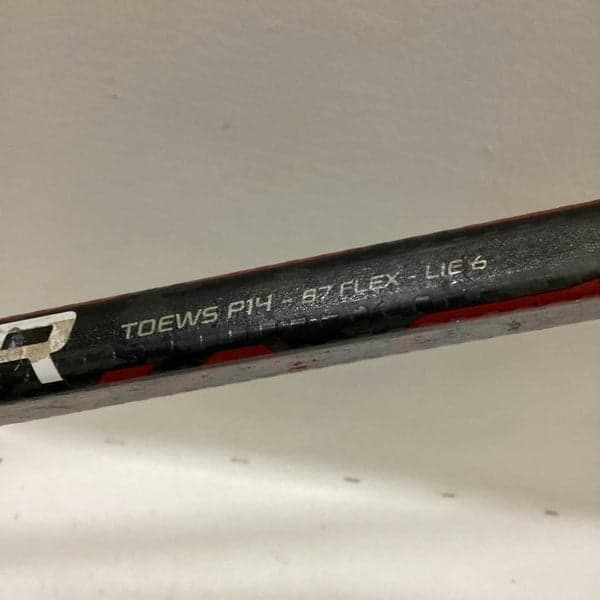 R
TOEWS P14 - 87 FLEX - LIE 6